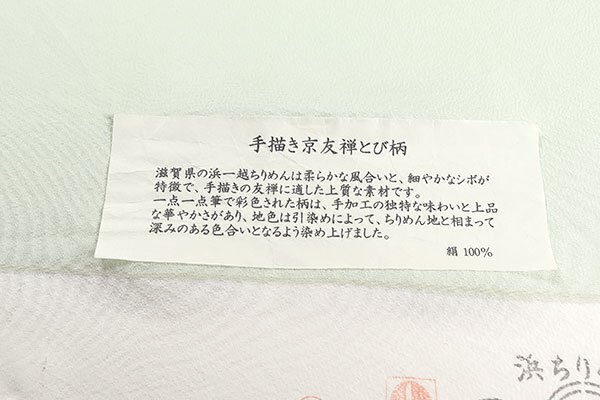 手描き京友禅とび柄
滋賀県の浜一越ちりめんは柔らかな風合いと、細やかなシボが
特徴で、手描きの友禅に適した上質な素材です。
一点一点筆で彩色された柄は、手加工の独特な味わいと上品
な華やかさがあり、地色は引染めによって、ちりめん地と相まって
深みのある色合いとなるよう染め上げました。
絹 100%
浜ちり